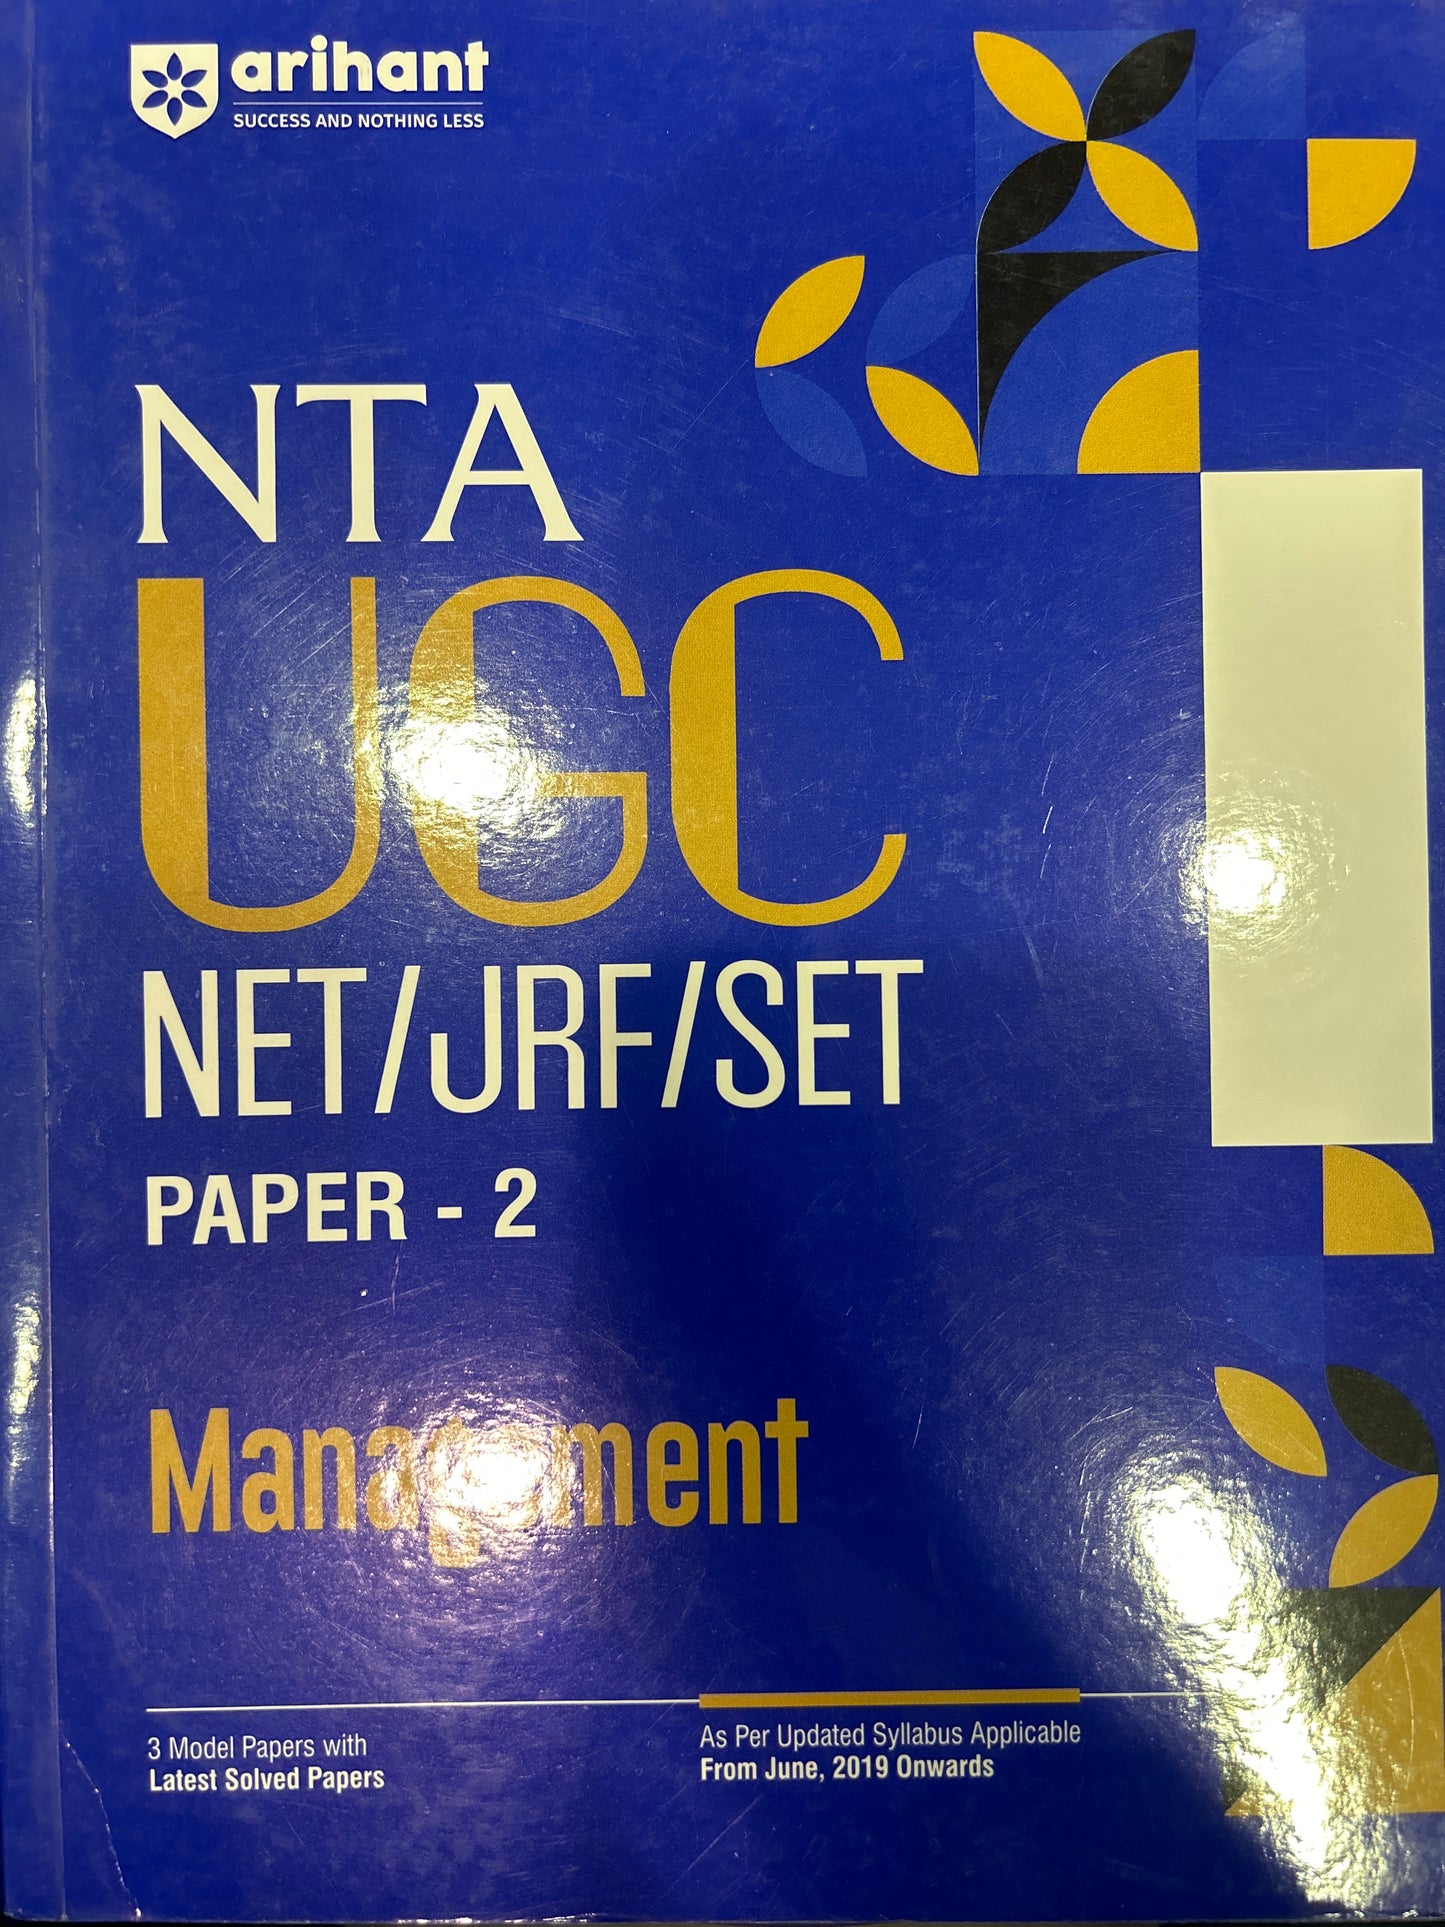 arihant
SUCCESS AND NOTHING LESS
NTA
UGC
NET/JRF/SET
PAPER - 2
Management
3 Model Papers with
Latest Solved Papers
As Per Updated Syllabus Applicable
From June, 2019 Onwards